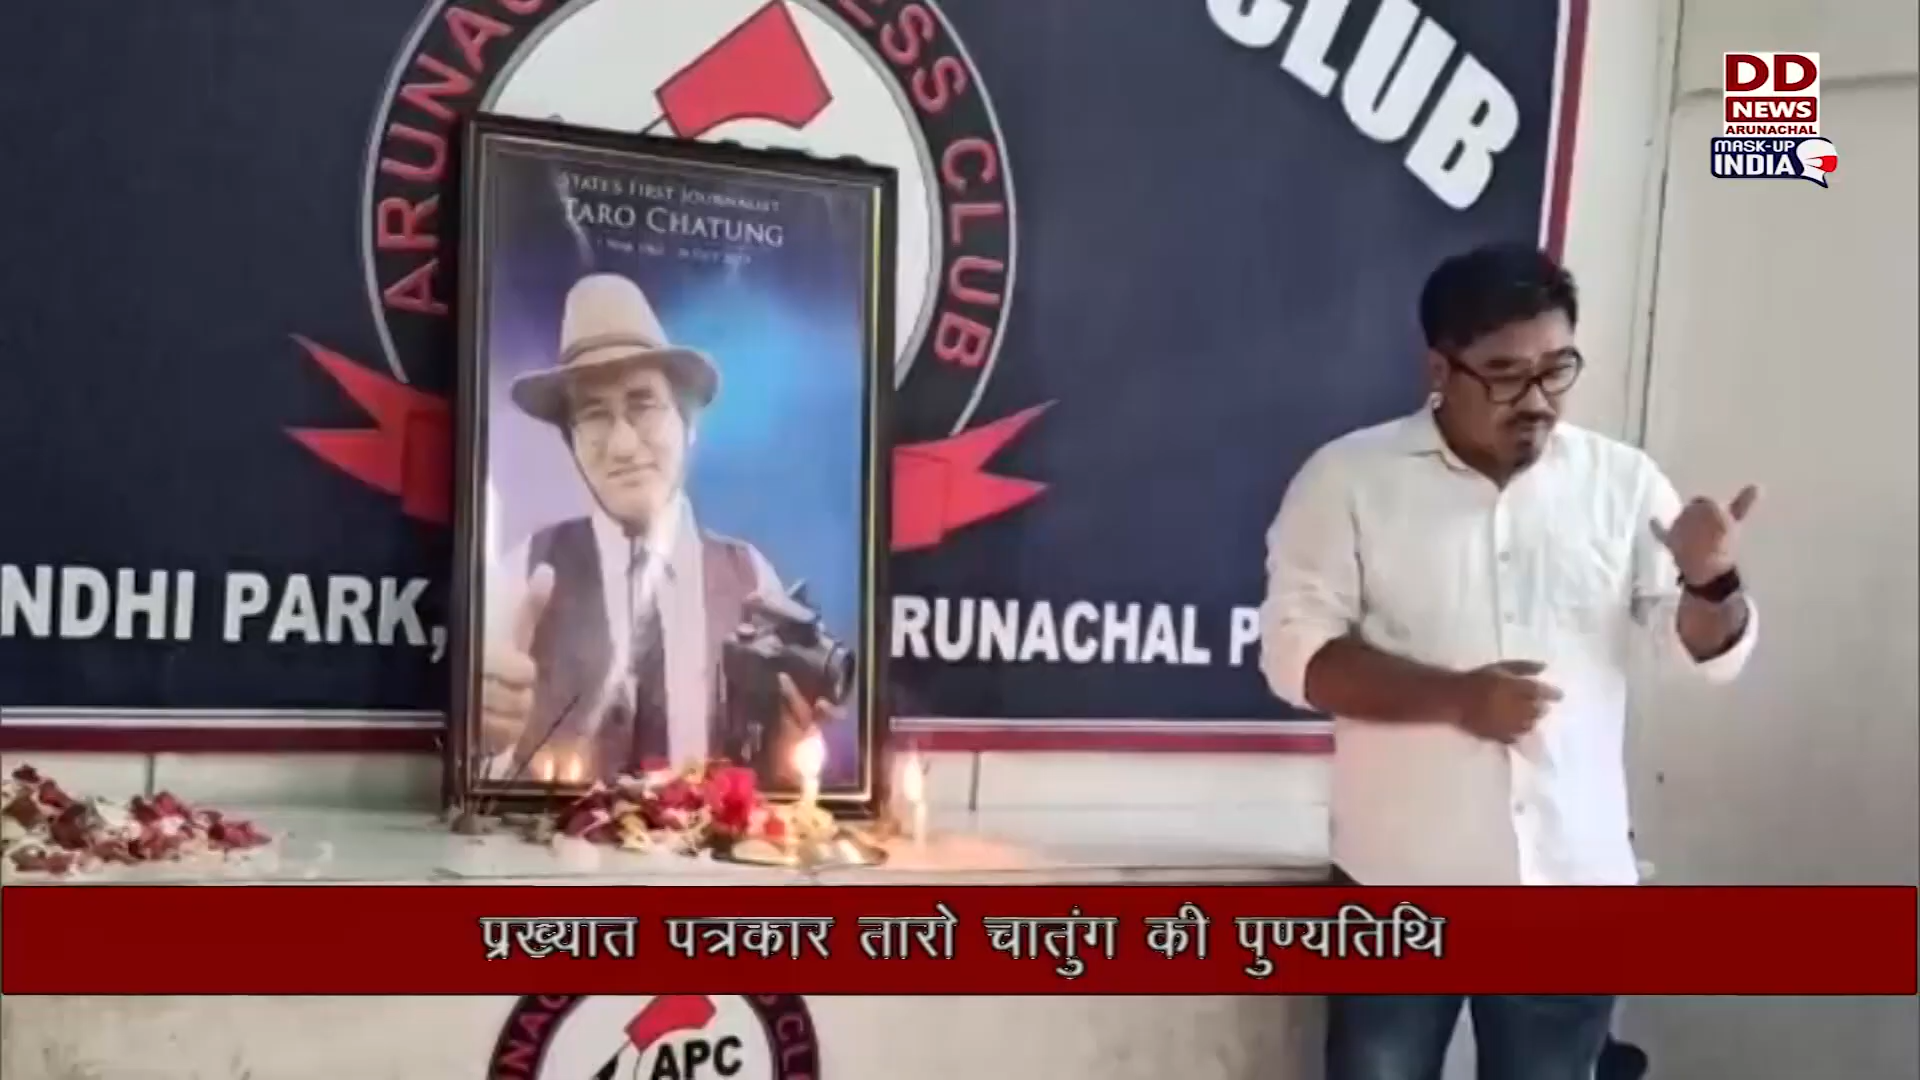 ARUNAC ESS CLUB
CLUB
DD
NEWS
ARUNACHAL
MASK-UP
INDIA
STATE'S FIRST JOURNALIST
TARO CHATUNG
NDHI PARK, RUNACHAL P
प्रख्यात पत्रकार तारो चातुंग की पुण्यतिथि
APC